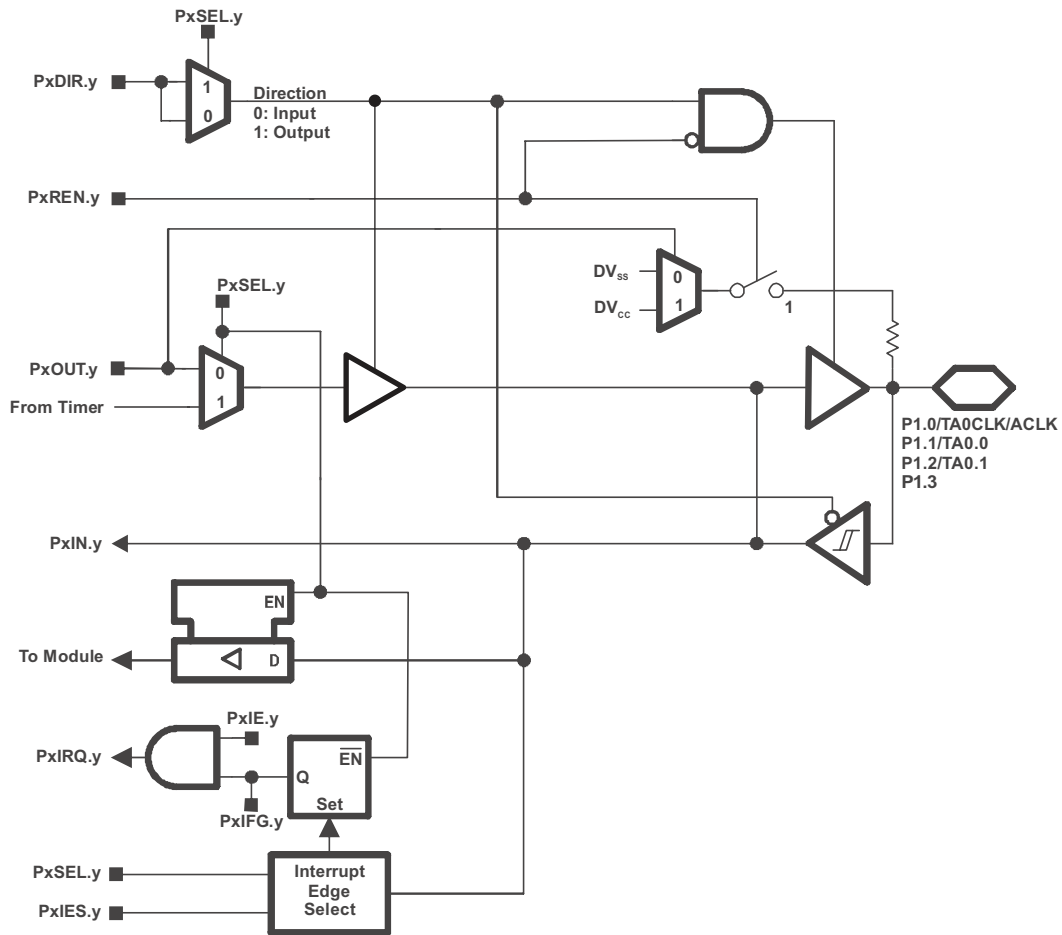 PxSEL.y
PxDIR.y
1
0
Direction
0: Input
1: Output
PxREN.y
DVSS
0
DVCC
1
1
PxSEL.y
PxOUT.y
0
From Timer
1
P1.0/TA0CLK/ACLK
P1.1/TA0.0
P1.2/TA0.1
P1.3
PxIN.y
EN
To Module
D
PxIE.y
PxIRQ.y
EN
Q
Set
PxIFG.y
PxSEL.y
PxIES.y
Interrupt
Edge
Select